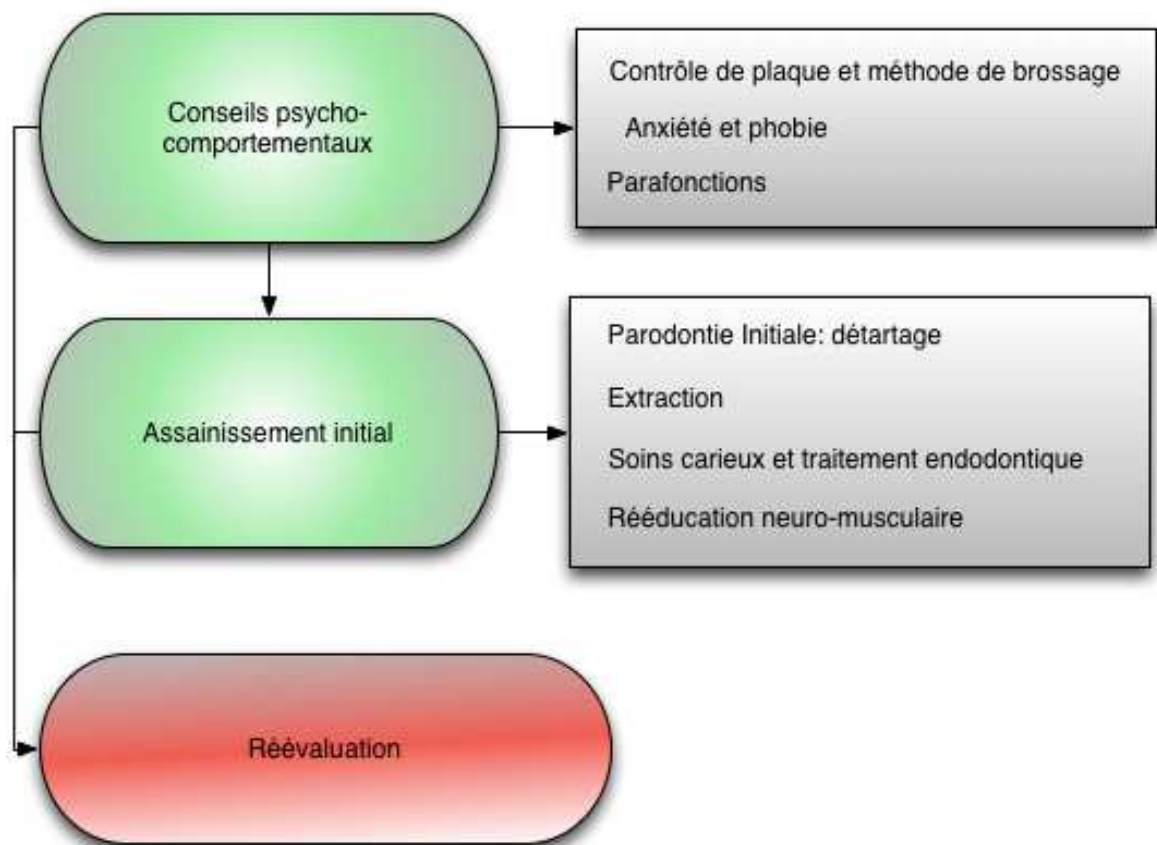 Conseils psycho-
comportementaux
Contrôle de plaque et méthode de brossage
Anxiété et phobie
Parafonctions
Assainissement initial
Parodontie Initiale: détartage
Extraction
Soins carieux et traitement endodontique
Rééducation neuro-musculaire
Réévaluation